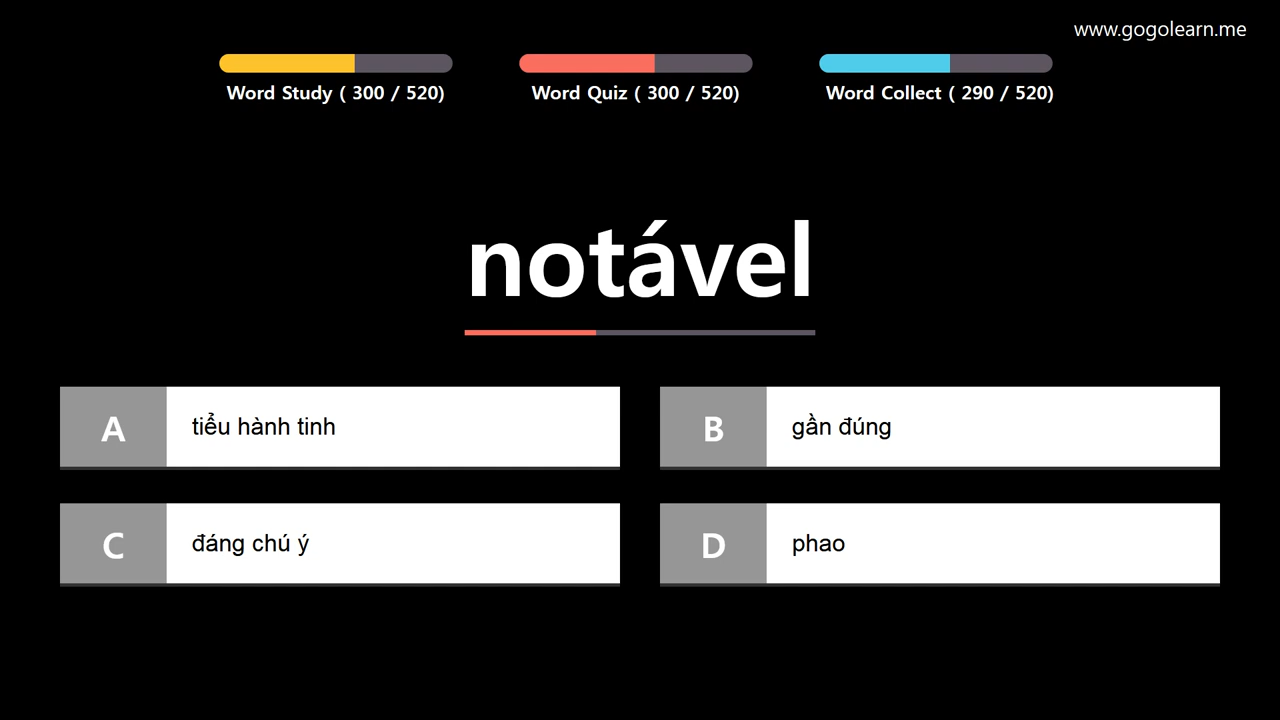 www.gogolearn.me
Word Study ( 300 / 520)
Word Quiz ( 300 / 520)
Word Collect ( 290 / 520)
notável
A
tiểu hành tinh
B
gần đúng
C
đáng chú ý
D
phao